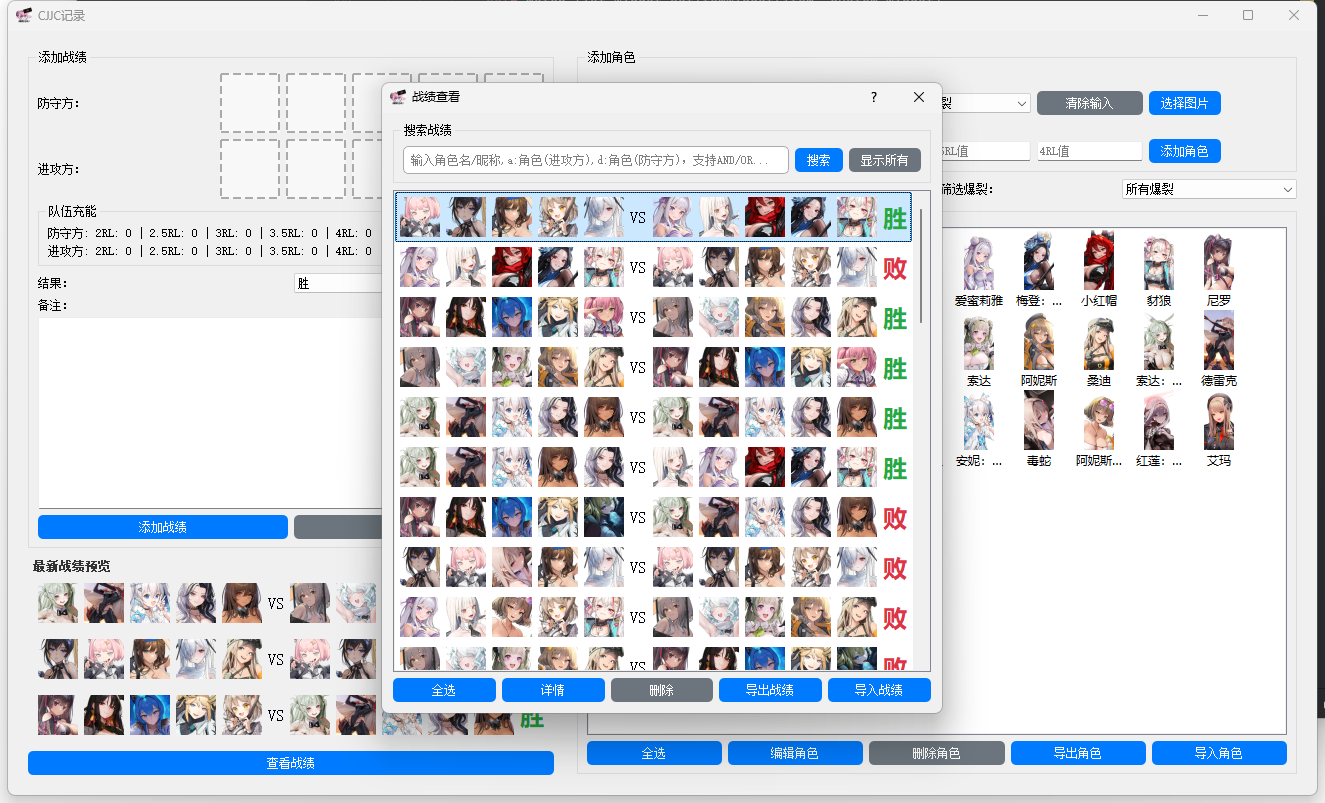 CJJC记录
添加战绩
防守方:
进攻方:
队伍充能
防守方: 2RL: 0 | 2.5RL: 0 | 3RL: 0 | 3.5RL: 0 | 4RL: 0
进攻方: 2RL: 0 | 2.5RL: 0 | 3RL: 0 | 3.5RL: 0 | 4RL: 0
结果:
胜
备注:
添加战绩
最新战绩预览
VS
VS
VS
胜
查看战绩
战绩查看
?
搜索战绩
输入角色名/昵称,a:角色(进攻方),d:角色(防守方), 支持AND/OR...
搜索
显示所有
VS 胜
VS 败
VS 胜
VS 胜
VS 胜
VS 胜
VS 败
VS 败
VS 败
VS 败
全选
详情
删除
导出战绩
导入战绩
添加角色
裂
清除输入
选择图片
RL值
4RL值
添加角色
筛选爆裂:
所有爆裂
爱蜜莉雅 梅登: ... 小红帽 豺狼 尼罗
索达 阿妮斯 桑迪 索达: ... 德雷克
安妮: ... 毒蛇 阿妮斯... 红莲: ... 艾玛
全选
编辑角色
删除角色
导出角色
导入角色